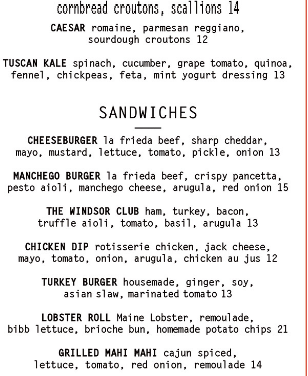 cornbread croutons, scallions 14
CAESAR romaine, parmesan reggiano,
sourdough croutons 12
TUSCAN KALE spinach, cucumber, grape tomato, quinoa,
fennel, chickpeas, feta, mint yogurt dressing 13
SANDWICHES
CHEESEBURGER la frieda beef, sharp cheddar,
mayo, mustard, lettuce, tomato, pickle, onion 13
MANCHEGO BURGER la frieda beef, crispy pancetta,
pesto aioli, manchego cheese, arugula, red onion 15
THE WINDSOR CLUB ham, turkey, bacon,
truffle aioli, tomato, basil, arugula 13
CHICKEN DIP rotisserie chicken, jack cheese,
mayo, tomato, onion, arugula, chicken au jus 12
TURKEY BURGER housemade, ginger, soy,
asian slaw, marinated tomato 13
LOBSTER ROLL Maine Lobster, remoulade,
bibb lettuce, brioche bun, homemade potato chips 21
GRILLED MAHI MAHI cajun spiced,
lettuce, tomato, red onion, remoulade 14